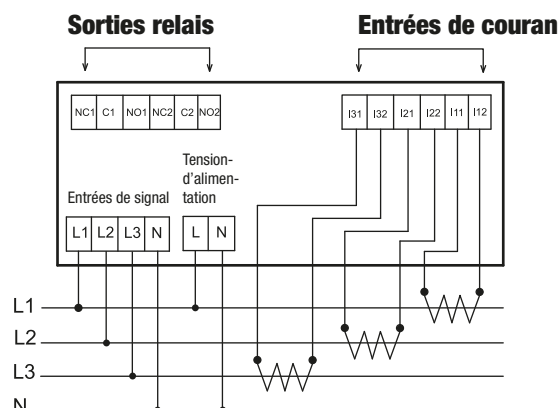 Sorties relais
Entrées de couran
NC1 C1 NO1 NC2 C2 NO2
I31 I32 I21 I22 I11 I12
Tension-
d'alimen-
tation
Entrées de signal
L1 L2 L3 N
L N
L1
L2
L3
N